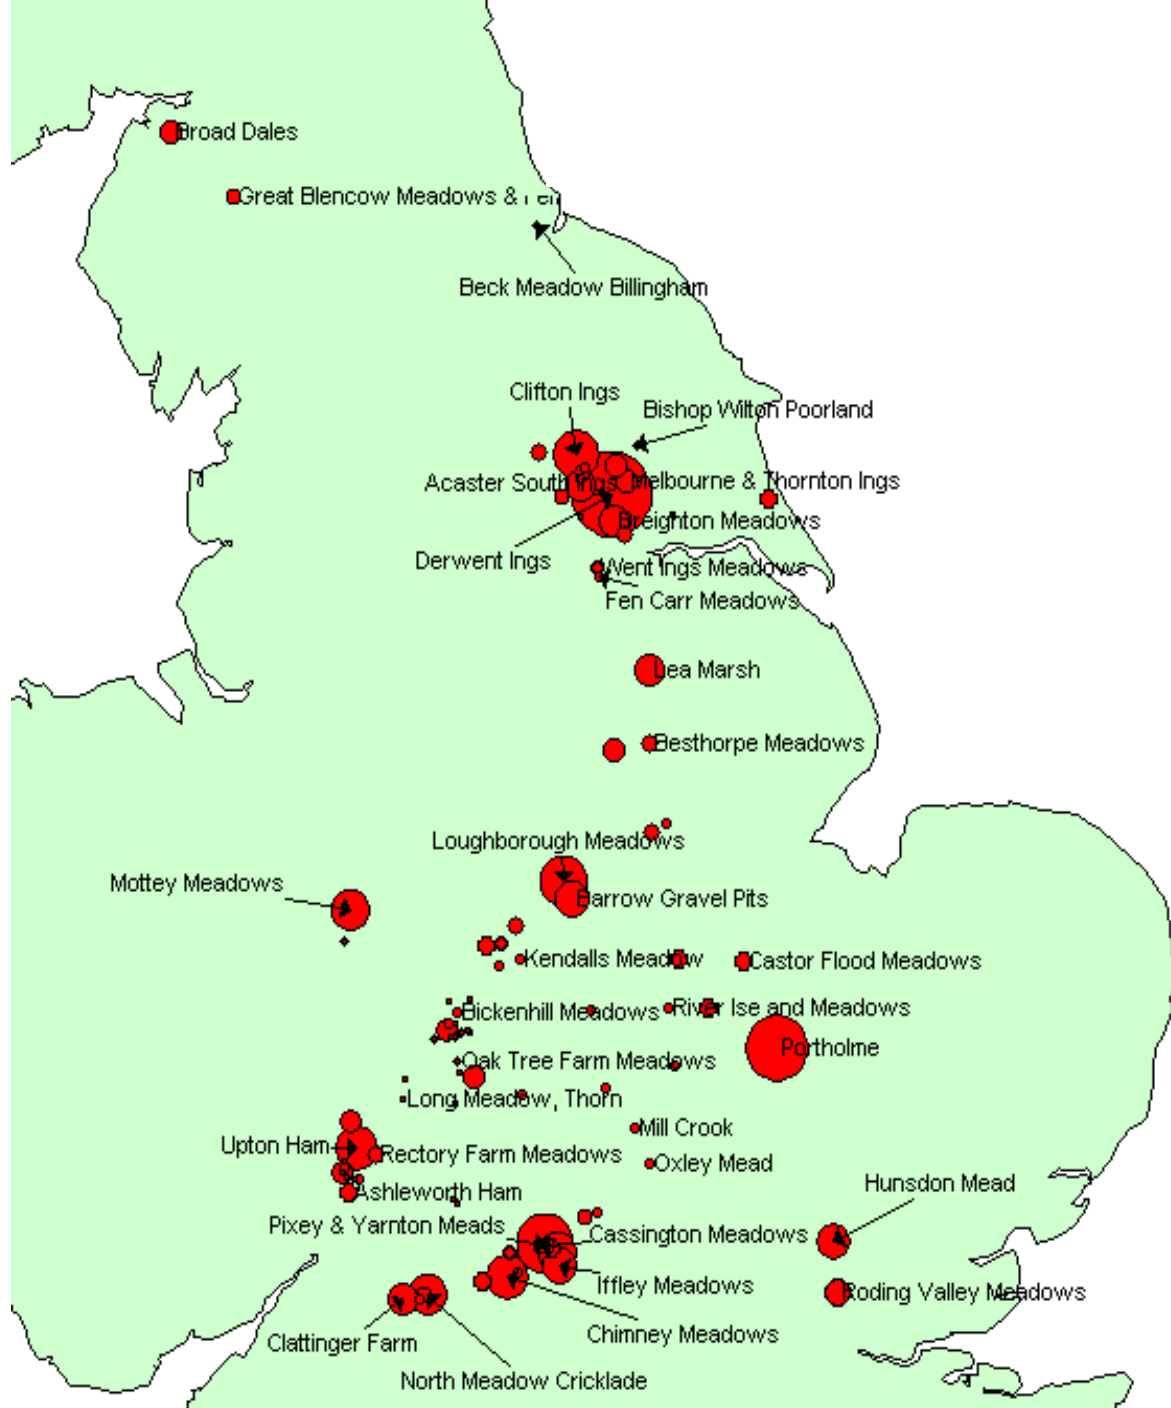 Broad Dales
Great Blencow Meadows & Fen
Beck Meadow Billingham
Clifton Ings
Bishop Wilton Poorland
Acaster South Ings
Melbourne & Thornton Ings
Breighton Meadows
Derwent Ings
Went Ings Meadows
Fen Carr Meadows
Lea Marsh
Besthorpe Meadows
Loughborough Meadows
Mottey Meadows
Barrow Gravel Pits
Kendalls Meadow
Castor Flood Meadows
Bickenhill Meadows
River Ise and Meadows
Portholme
Oak Tree Farm Meadows
Long Meadow, Thorn
Mill Crook
Upton Ham
Rectory Farm Meadows
Oxley Mead
Hunsdon Mead
Ashleworth Ham
Pixey & Yarnton Meads
Cassington Meadows
Iffley Meadows
Roding Valley Meadows
Chimney Meadows
Clattinger Farm
North Meadow Cricklade